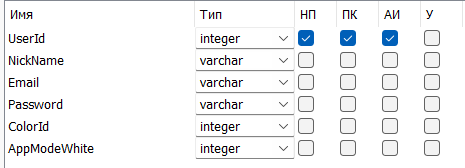 Имя Тип НП ПК АИ У
UserId integer
NickName varchar
Email varchar
Password varchar
ColorId integer
AppModeWhite integer